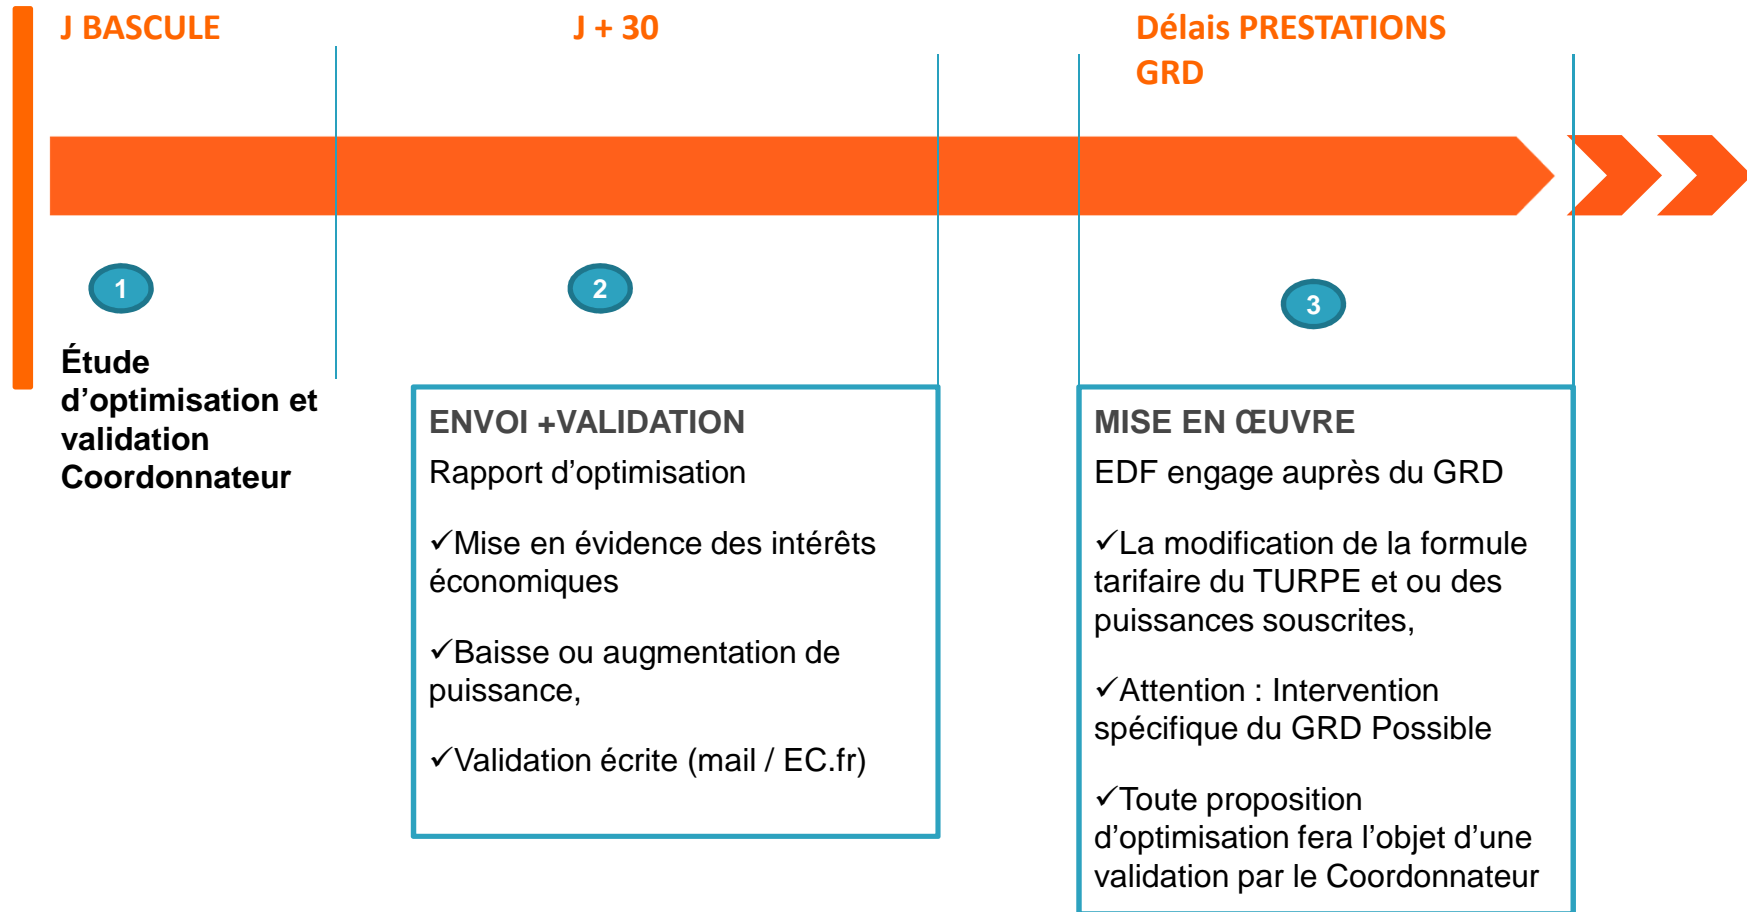 J BASCULE
J + 30
Délais PRESTATIONS
GRD
1
2
3
Étude
d’optimisation et
validation
Coordonnateur
ENVOI +VALIDATION
Rapport d’optimisation
✓Mise en évidence des intérêts
économiques
✓Baisse ou augmentation de
puissance,
✓Validation écrite (mail / EC.fr)
MISE EN ŒUVRE
EDF engage auprès du GRD
✓La modification de la formule
tarifaire du TURPE et ou des
puissances souscrites,
✓Attention : Intervention
spécifique du GRD Possible
✓Toute proposition
d’optimisation fera l’objet d’une
validation par le Coordonnateur